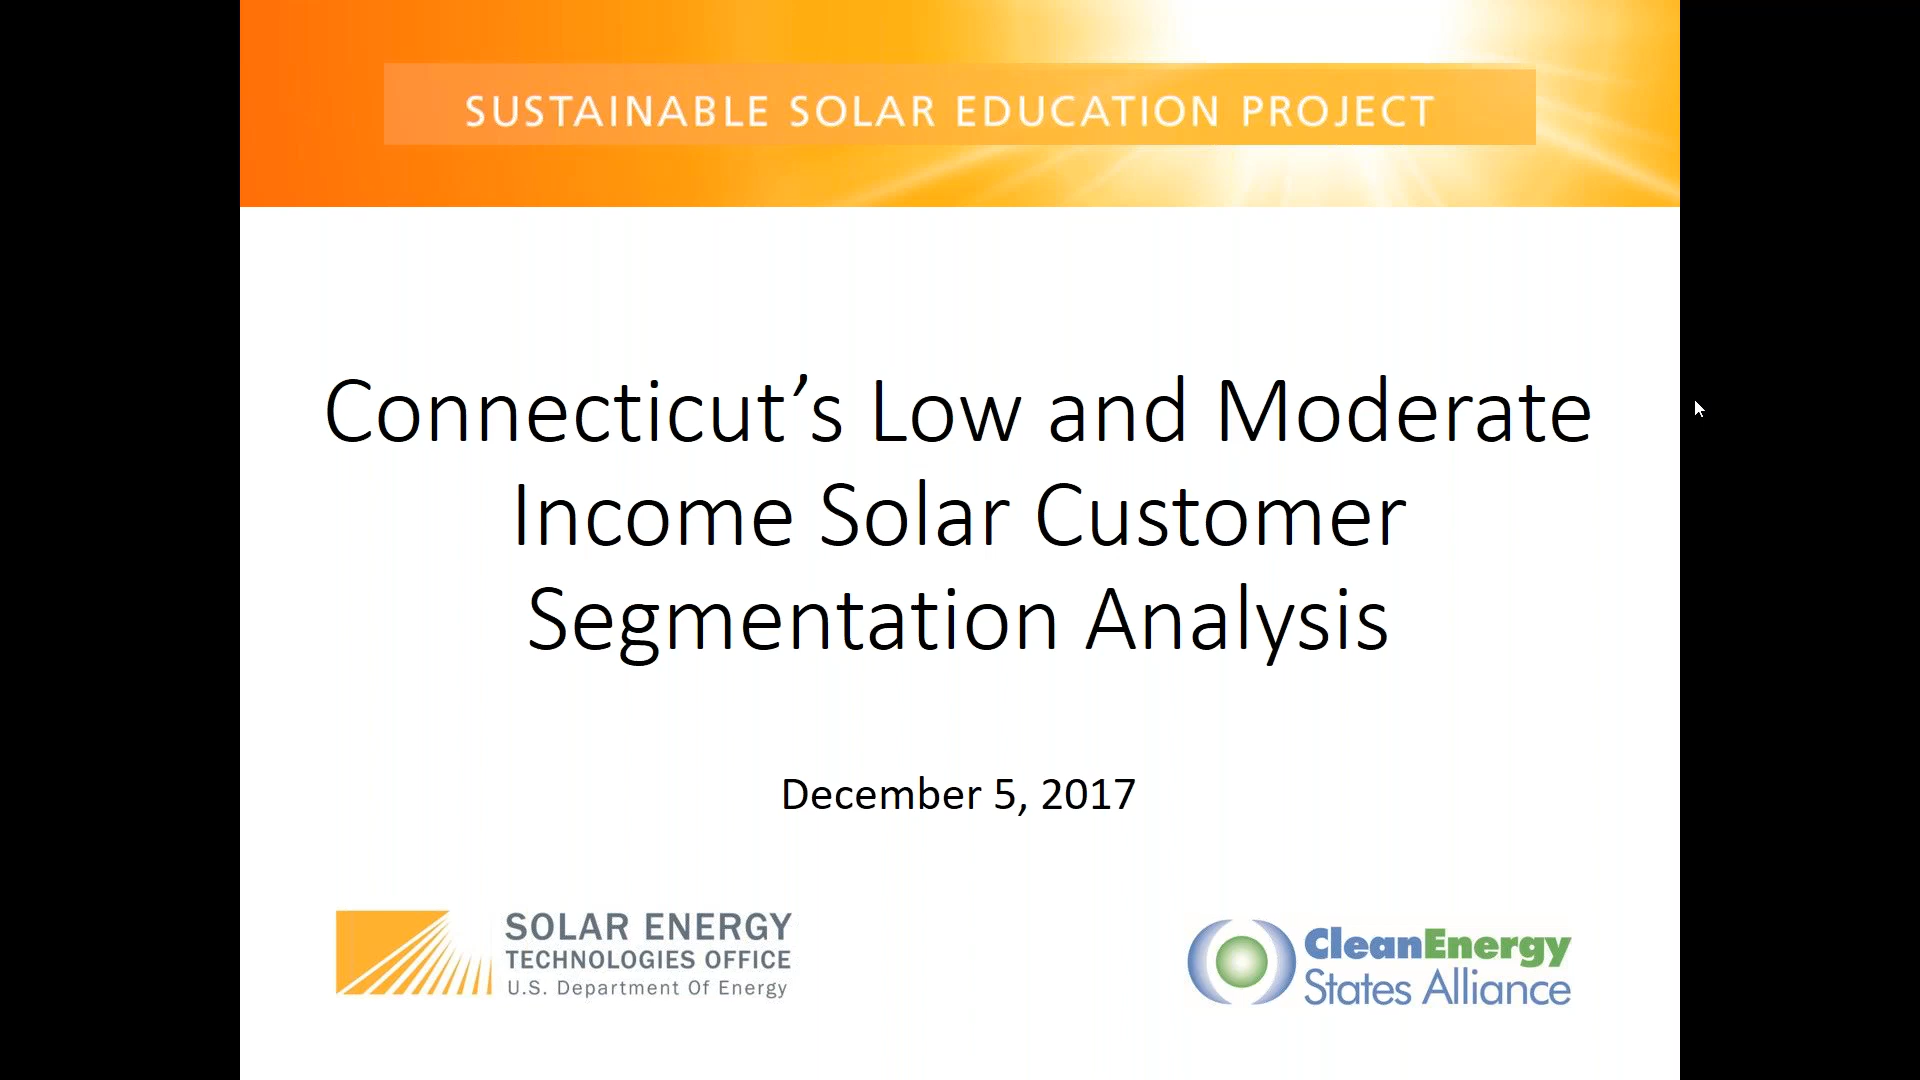 SUSTAINABLE SOLAR EDUCATION PROJECT
Connecticut’s Low and Moderate
Income Solar Customer
Segmentation Analysis
December 5, 2017
SOLAR ENERGY
TECHNOLOGIES OFFICE
U.S. Department Of Energy
CleanEnergy
States Alliance